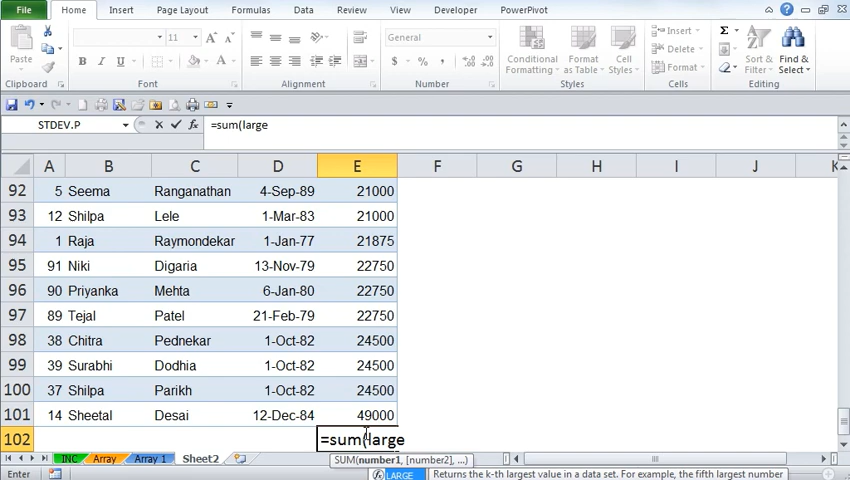 File Home Insert Page Layout Formulas Data Review View Developer PowerPivot
11 A A General Insert Σ
Paste B I U $ % , Conditional Formatting Format as Table Cell Styles Delete Format Sort & Filter Find & Select
Clipboard Font Alignment Number Styles Cells Editing
STDEV.P fx =sum(large
A B C D E F G H I J K
92 5 Seema Ranganathan 4-Sep-89 21000
93 12 Shilpa Lele 1-Mar-83 21000
94 1 Raja Raymondekar 1-Jan-77 21875
95 91 Niki Digaria 13-Nov-79 22750
96 90 Priyanka Mehta 6-Jan-80 22750
97 89 Tejal Patel 21-Feb-79 22750
98 38 Chitra Pednekar 1-Oct-82 24500
99 39 Surabhi Dodhia 1-Oct-82 24500
100 37 Shilpa Parikh 1-Oct-82 24500
101 14 Sheetal Desai 12-Dec-84 49000
102 =sum(large
INC Array Array 1 Sheet2 SUM(number1, [number2], ...)
Enter fx LARGE Returns the k-th largest value in a data set. For example, the fifth largest number